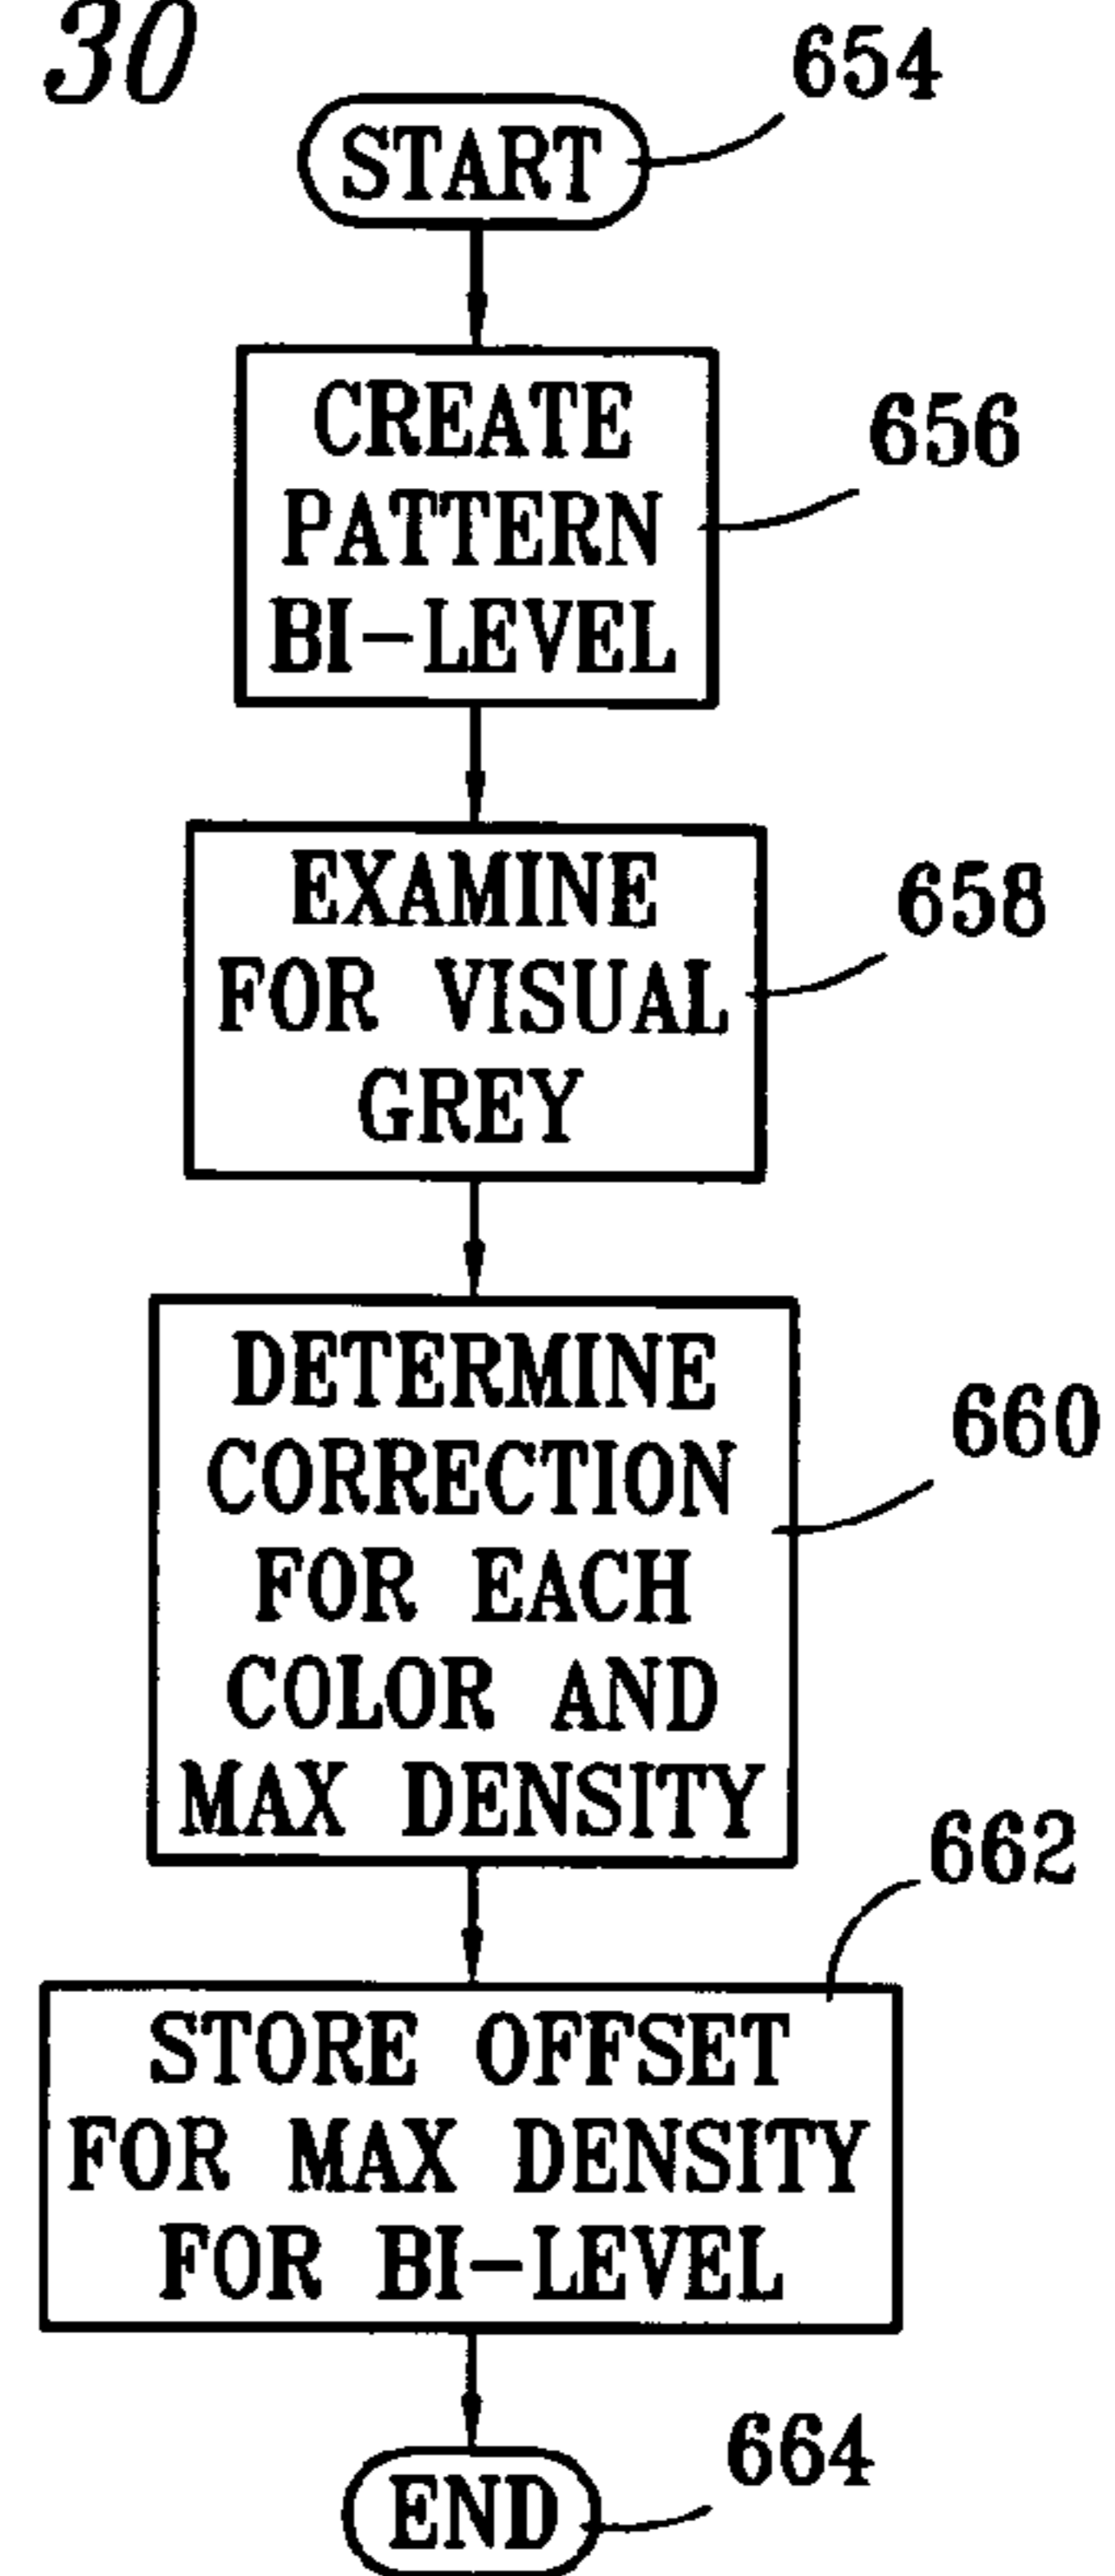 30
654
START
CREATE
PATTERN
BI-LEVEL
656
EXAMINE
FOR VISUAL
GREY
658
DETERMINE
CORRECTION
FOR EACH
COLOR AND
MAX DENSITY
660
662
STORE OFFSET
FOR MAX DENSITY
FOR BI-LEVEL
664
END